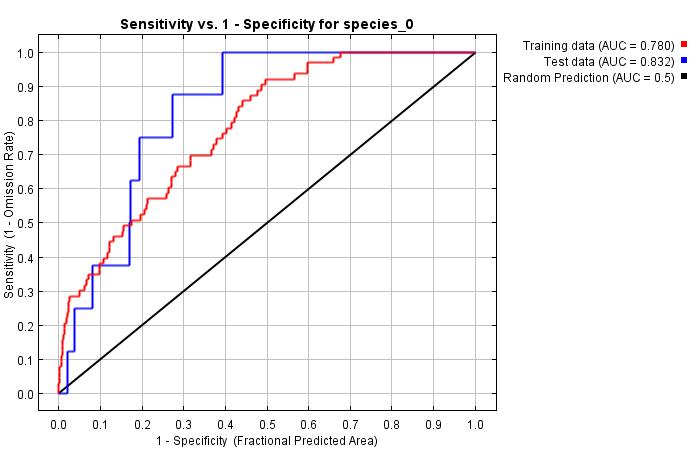 Sensitivity vs. 1 - Specificity for species_0
Training data (AUC = 0.780)
Test data (AUC = 0.832)
Random Prediction (AUC = 0.5)
Sensitivity (1 - Omission Rate)
1.0
0.9
0.8
0.7
0.6
0.5
0.4
0.3
0.2
0.1
0.0
0.0 0.1 0.2 0.3 0.4 0.5 0.6 0.7 0.8 0.9 1.0
1 - Specificity (Fractional Predicted Area)